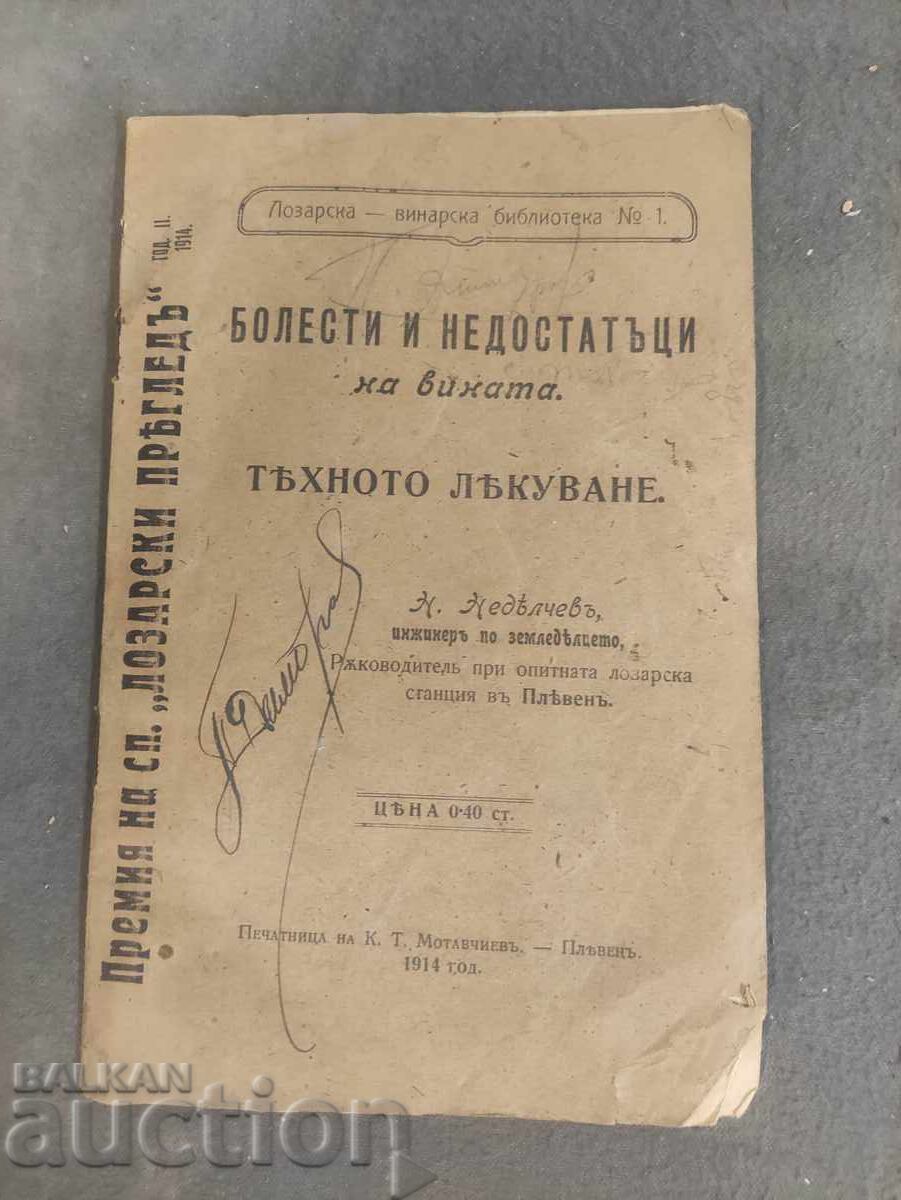 Лозарска — винарска библиотека № 1.
БОЛЕСТИ И НЕДОСТАТЪЦИ
на вината.
ТѢХНОТО ЛѢКУВАНЕ.
Н. Недѣлчевъ,
инжинеръ по земледѣлието,
Рѫководитель при опитната лозарска
станция въ Плѣвенъ.
ЦѢНА 0·40 ст.
Печатница на К. Т. Мотавчиевъ. — Плѣвенъ.
1914 год.
Премия на сп. „ЛОЗАРСКИ ПРѢГЛЕДЪ“ год. II.
1914.
BALKAN
auction